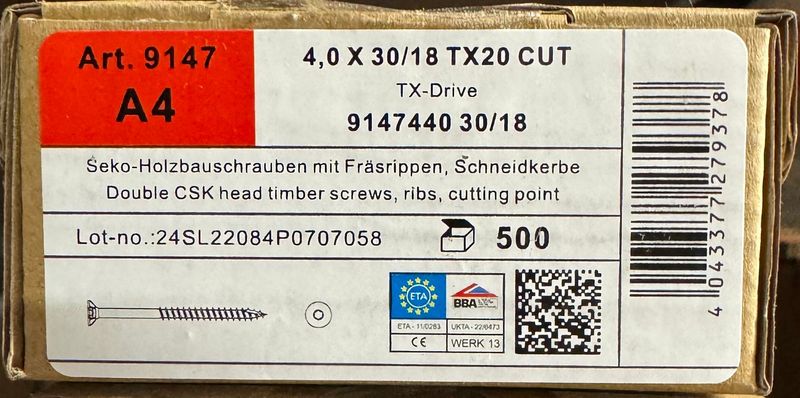 Art. 9147
A4
4,0 X 30/18 TX20 CUT
TX-Drive
9147440 30/18
Seko-Holzbauschrauben mit Fräsrippen, Schneidkerbe
Double CSK head timber screws, ribs, cutting point
Lot-no.:24SL22084P0707058
500
ETA
BBA
ETA - 11/0283
UKTA - 22/0473
CE
WERK 13
4 043377 279378